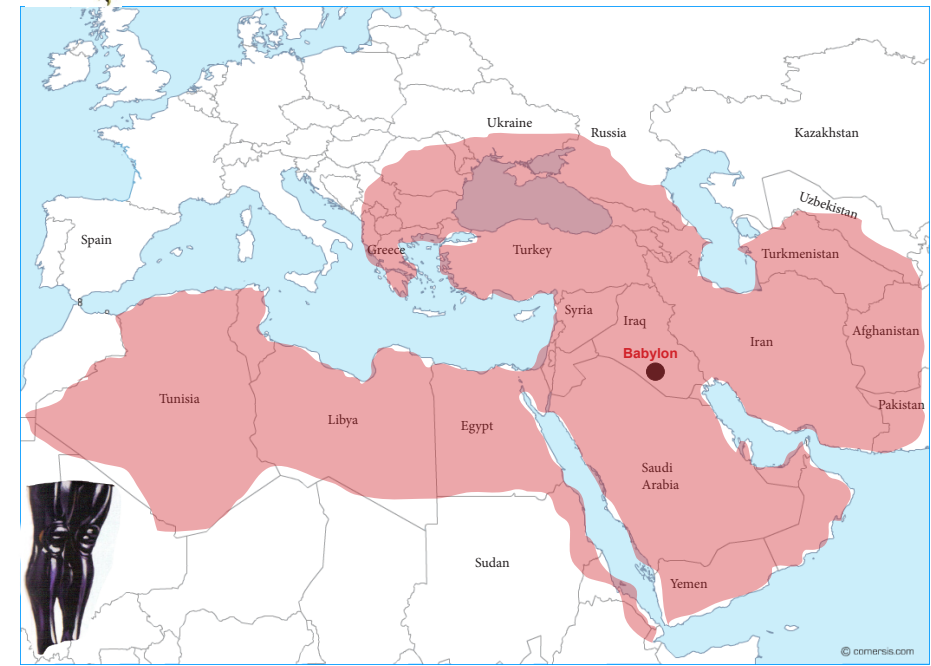 Ukraine
Russia
Kazakhstan
Uzbekistan
Spain
Greece
Turkey
Turkmenistan
Syria
Iraq
Afghanistan
Iran
Babylon
Tunisia
Pakistan
Libya
Egypt
Saudi
Arabia
Sudan
Yemen
© comersis.com